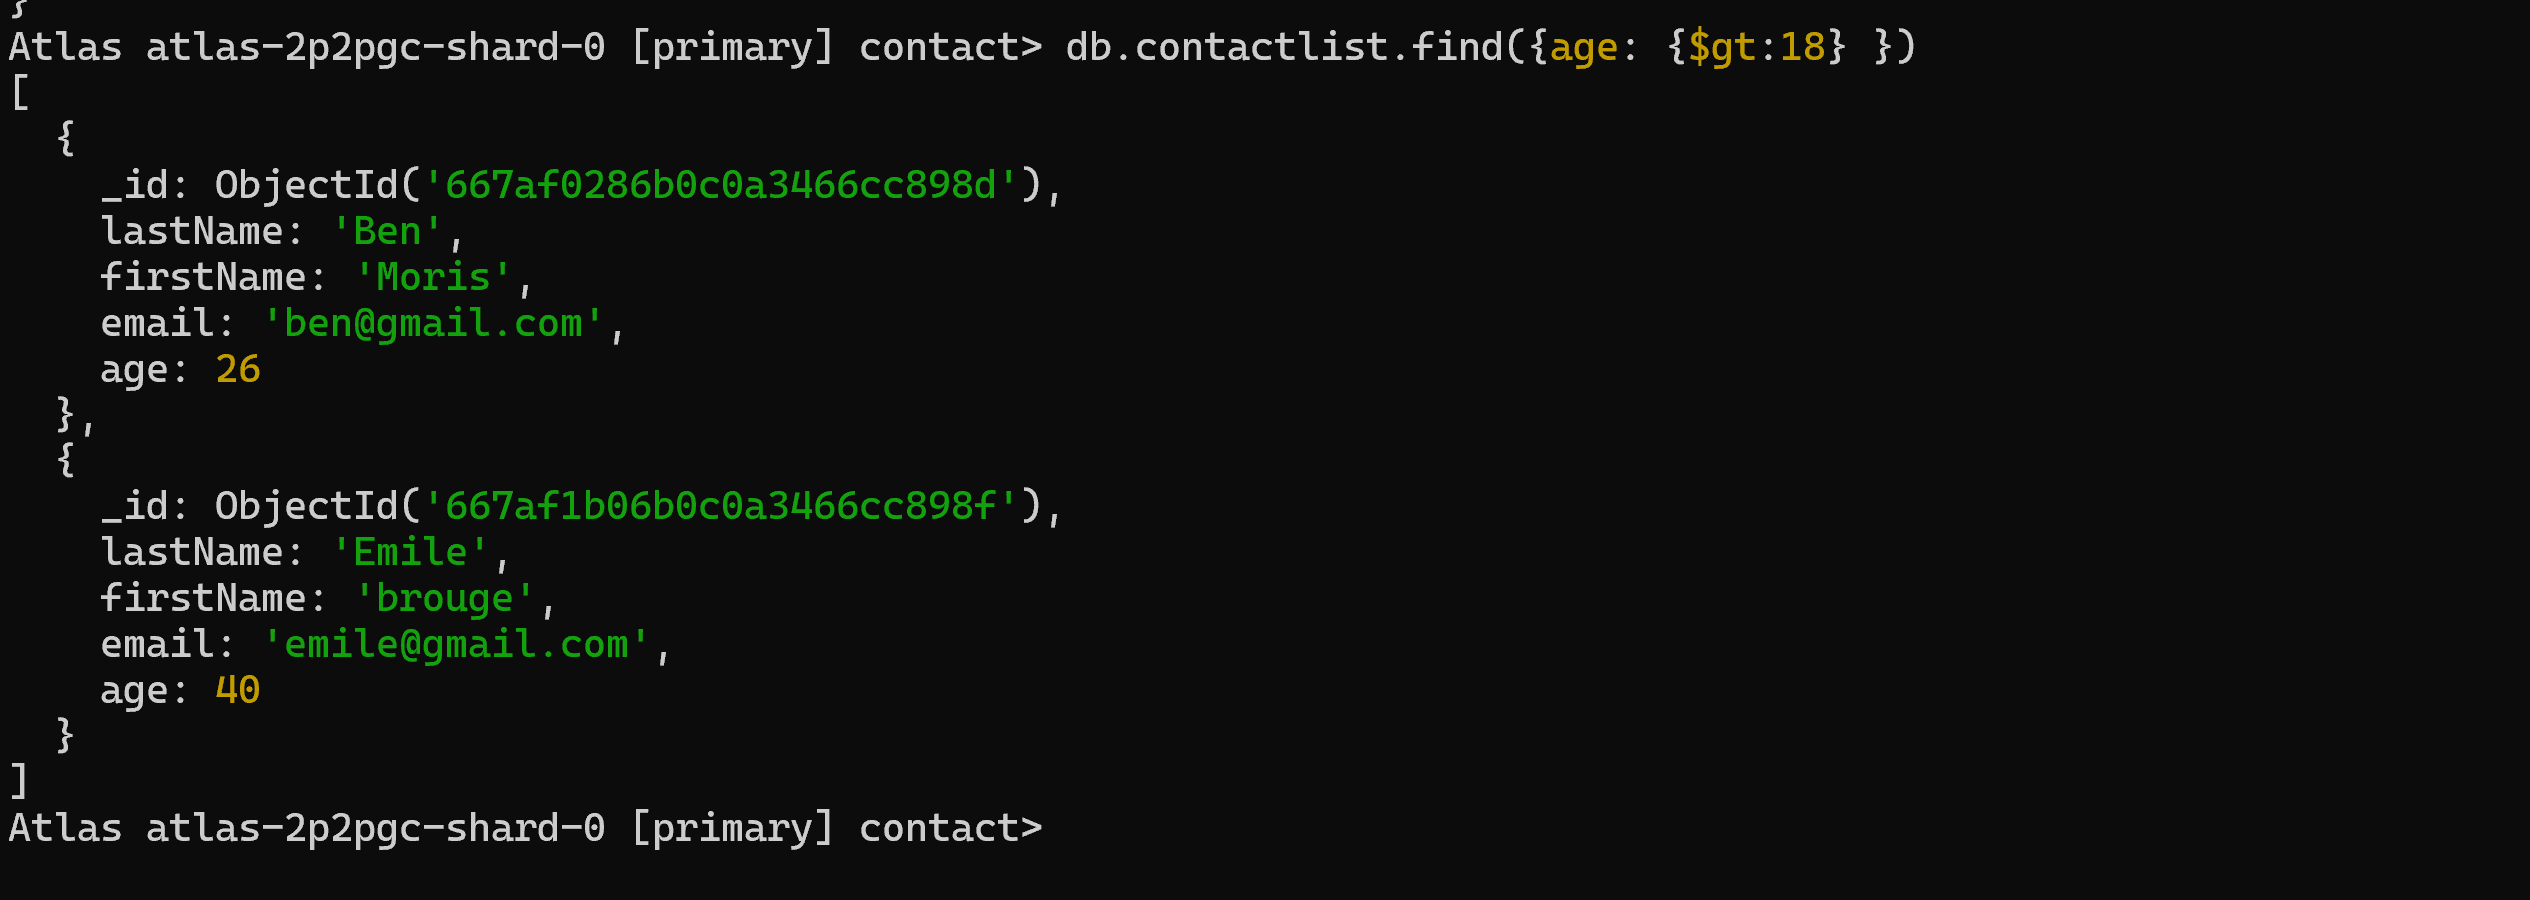 }
Atlas atlas-2p2pgc-shard-0 [primary] contact> db.contactlist.find({age: {$gt:18} })
[
  {
    _id: ObjectId('667af0286b0c0a3466cc898d'),
    lastName: 'Ben',
    firstName: 'Moris',
    email: 'ben@gmail.com',
    age: 26
  },
  {
    _id: ObjectId('667af1b06b0c0a3466cc898f'),
    lastName: 'Emile',
    firstName: 'brouge',
    email: 'emile@gmail.com',
    age: 40
  }
]
Atlas atlas-2p2pgc-shard-0 [primary] contact>